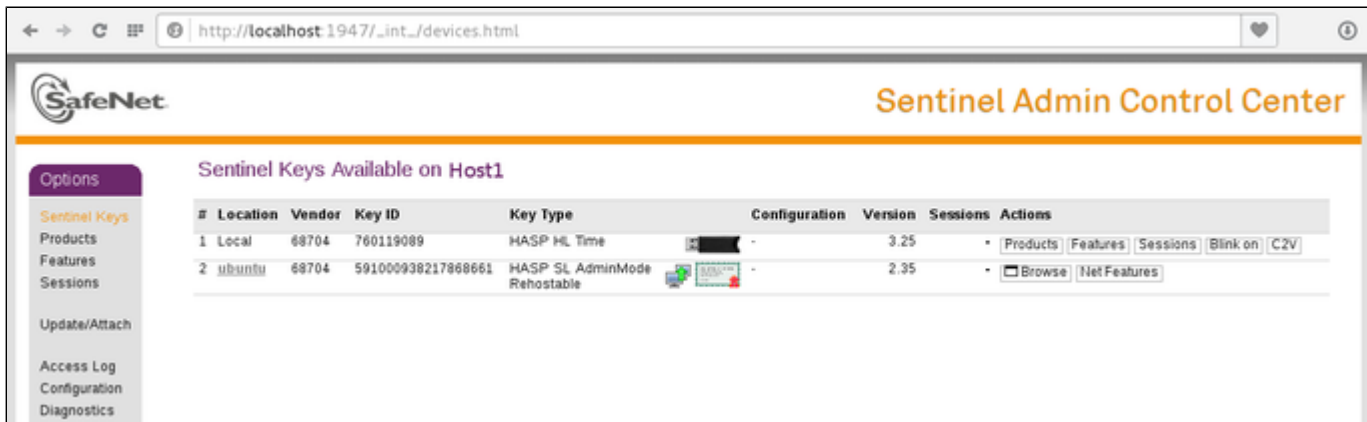 http://localhost:1947/_int_/devices.html
SafeNet.
Sentinel Admin Control Center
Options
Sentinel Keys
Products
Features
Sessions
Update/Attach
Access Log
Configuration
Diagnostics
Sentinel Keys Available on Host1
# Location Vendor Key ID Key Type Configuration Version Sessions Actions
1 Local 68704 760119089 HASP HL Time - 3.25 - Products Features Sessions Blink on C2V
2 ubuntu 68704 591000938217868661 HASP SL AdminMode Rehostable - 2.35 - Browse Net Features